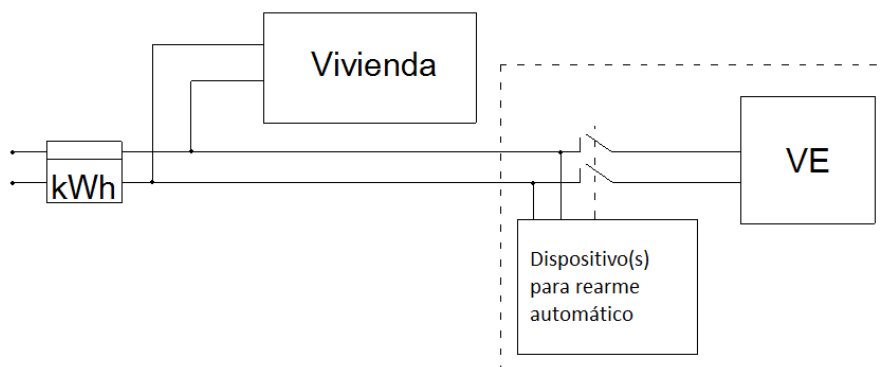 Vivienda
kWh
VE
Dispositivo(s)
para rearme
automático